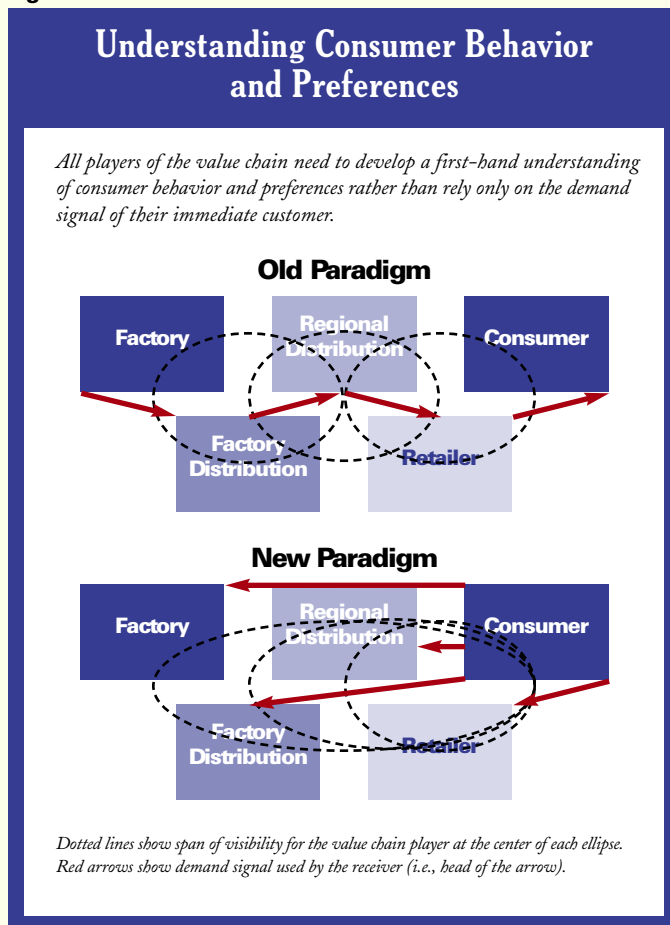 Understanding Consumer Behavior
and Preferences
All players of the value chain need to develop a first-hand understanding
of consumer behavior and preferences rather than rely only on the demand
signal of their immediate customer.
Old Paradigm
Factory
Regional
Distribution
Consumer
Factory
Distribution
Retailer
New Paradigm
Factory
Regional
Distribution
Consumer
Factory
Distribution
Retailer
Dotted lines show span of visibility for the value chain player at the center of each ellipse.
Red arrows show demand signal used by the receiver (i.e., head of the arrow).